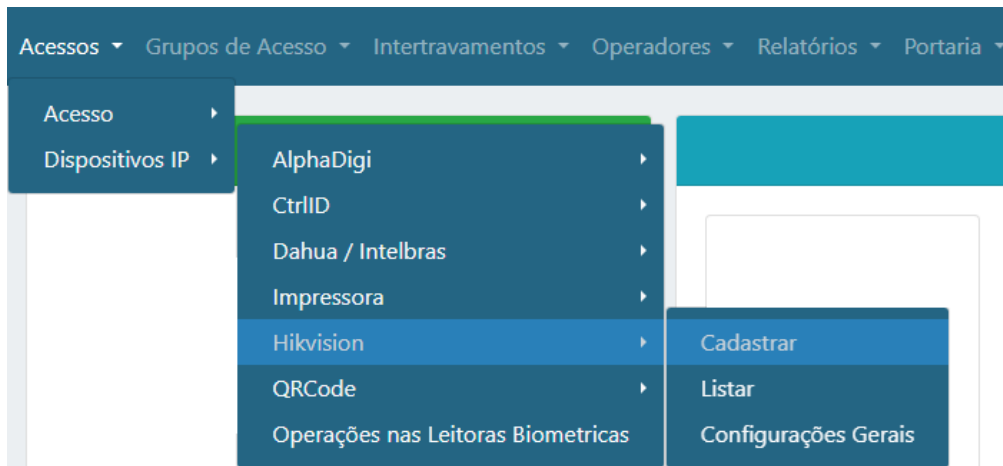 Acessos Grupos de Acesso Intertravamentos Operadores Relatórios Portaria
Acesso
Dispositivos IP
AlphaDigi
CtrlID
Dahua / Intelbras
Impressora
Hikvision
QRCode
Operações nas Leitoras Biometricas
Cadastrar
Listar
Configurações Gerais